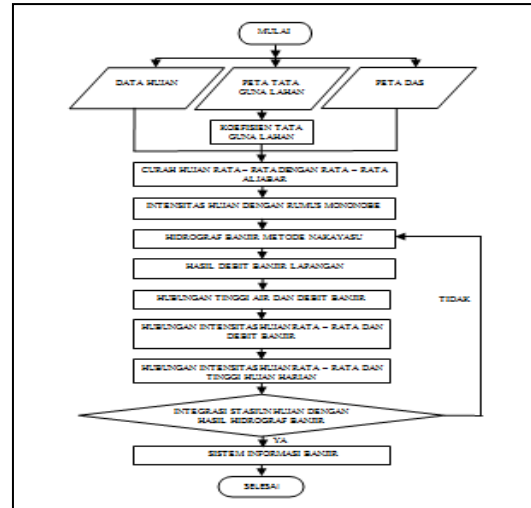 MULAI
DATA HUJAN
PETA TATA
GUNA LAHAN
PETA DAS
KOEFISIEN TATA
GUNA LAHAN
CURAH HUJAN RATA – RATA DENGAN RATA – RATA
ALJABAR
INTENSITAS HUJAN DENGAN RUMUS MONONOBE
HIDROGRAF BANJIR METODE NAKAYASU
HASIL DEBIT BANJIR LAPANGAN
HUBUNGAN TINGGI AIR DAN DEBIT BANJIR
TIDAK
HUBUNGAN INTENSITAS HUJAN RATA – RATA DAN
DEBIT BANJIR
HUBUNGAN INTENSITAS HUJAN RATA – RATA DAN
TINGGI HUJAN HARIAN
INTEGRASI STASIUN HUJAN DENGAN
HASIL HIDROGRAF BANJIR
YA
SISTEM INFORMASI BANJIR
SELESAI